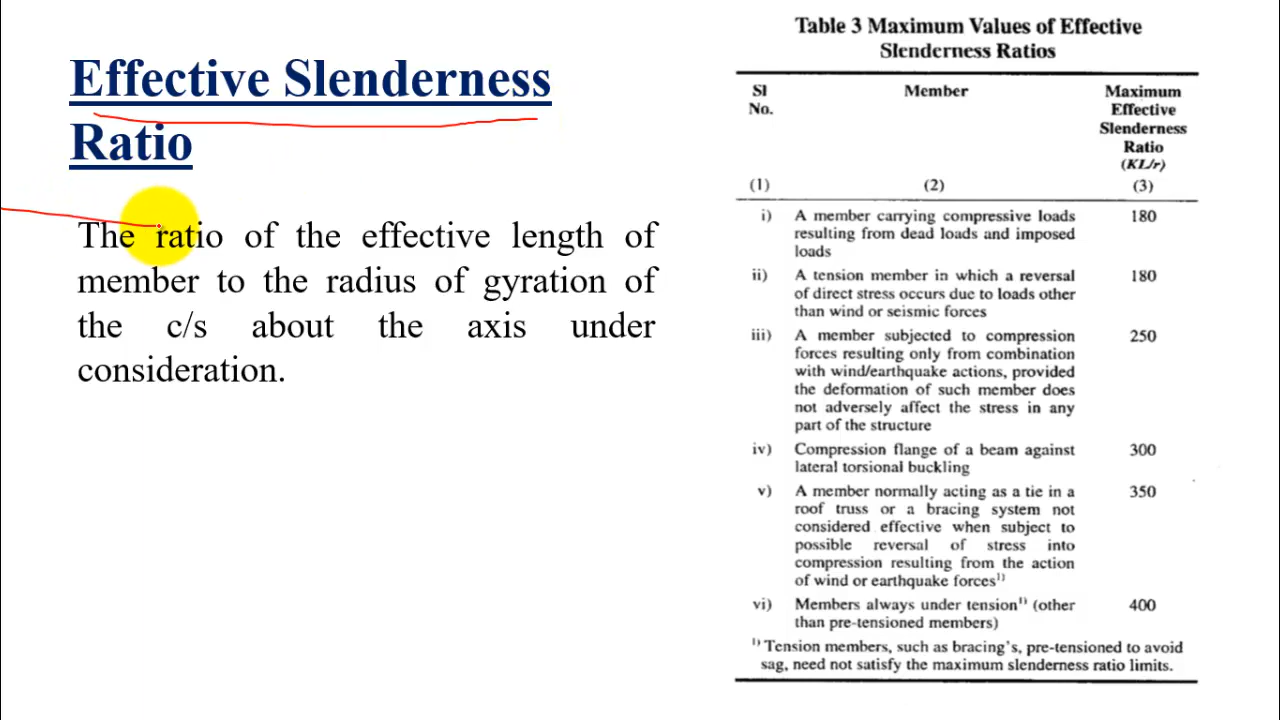 Effective Slenderness
Ratio
The ratio of the effective length of
member to the radius of gyration of
the c/s about the axis under
consideration.
Table 3 Maximum Values of Effective
Slenderness Ratios
Sl
No.
Member
Maximum
Effective
Slenderness
Ratio
(KL/r)
(1) (2) (3)
i) A member carrying compressive loads 180
resulting from dead loads and imposed
loads
ii) A tension member in which a reversal 180
of direct stress occurs due to loads other
than wind or seismic forces
iii) A member subjected to compression 250
forces resulting only from combination
with wind/earthquake actions, provided
the deformation of such member does
not adversely affect the stress in any
part of the structure
iv) Compression flange of a beam against 300
lateral torsional buckling
v) A member normally acting as a tie in a 350
roof truss or a bracing system not
considered effective when subject to
possible reversal of stress into
compression resulting from the action
of wind or earthquake forces¹⁾
vi) Members always under tension¹⁾ (other 400
than pre-tensioned members)
¹⁾ Tension members, such as bracing's, pre-tensioned to avoid
sag, need not satisfy the maximum slenderness ratio limits.